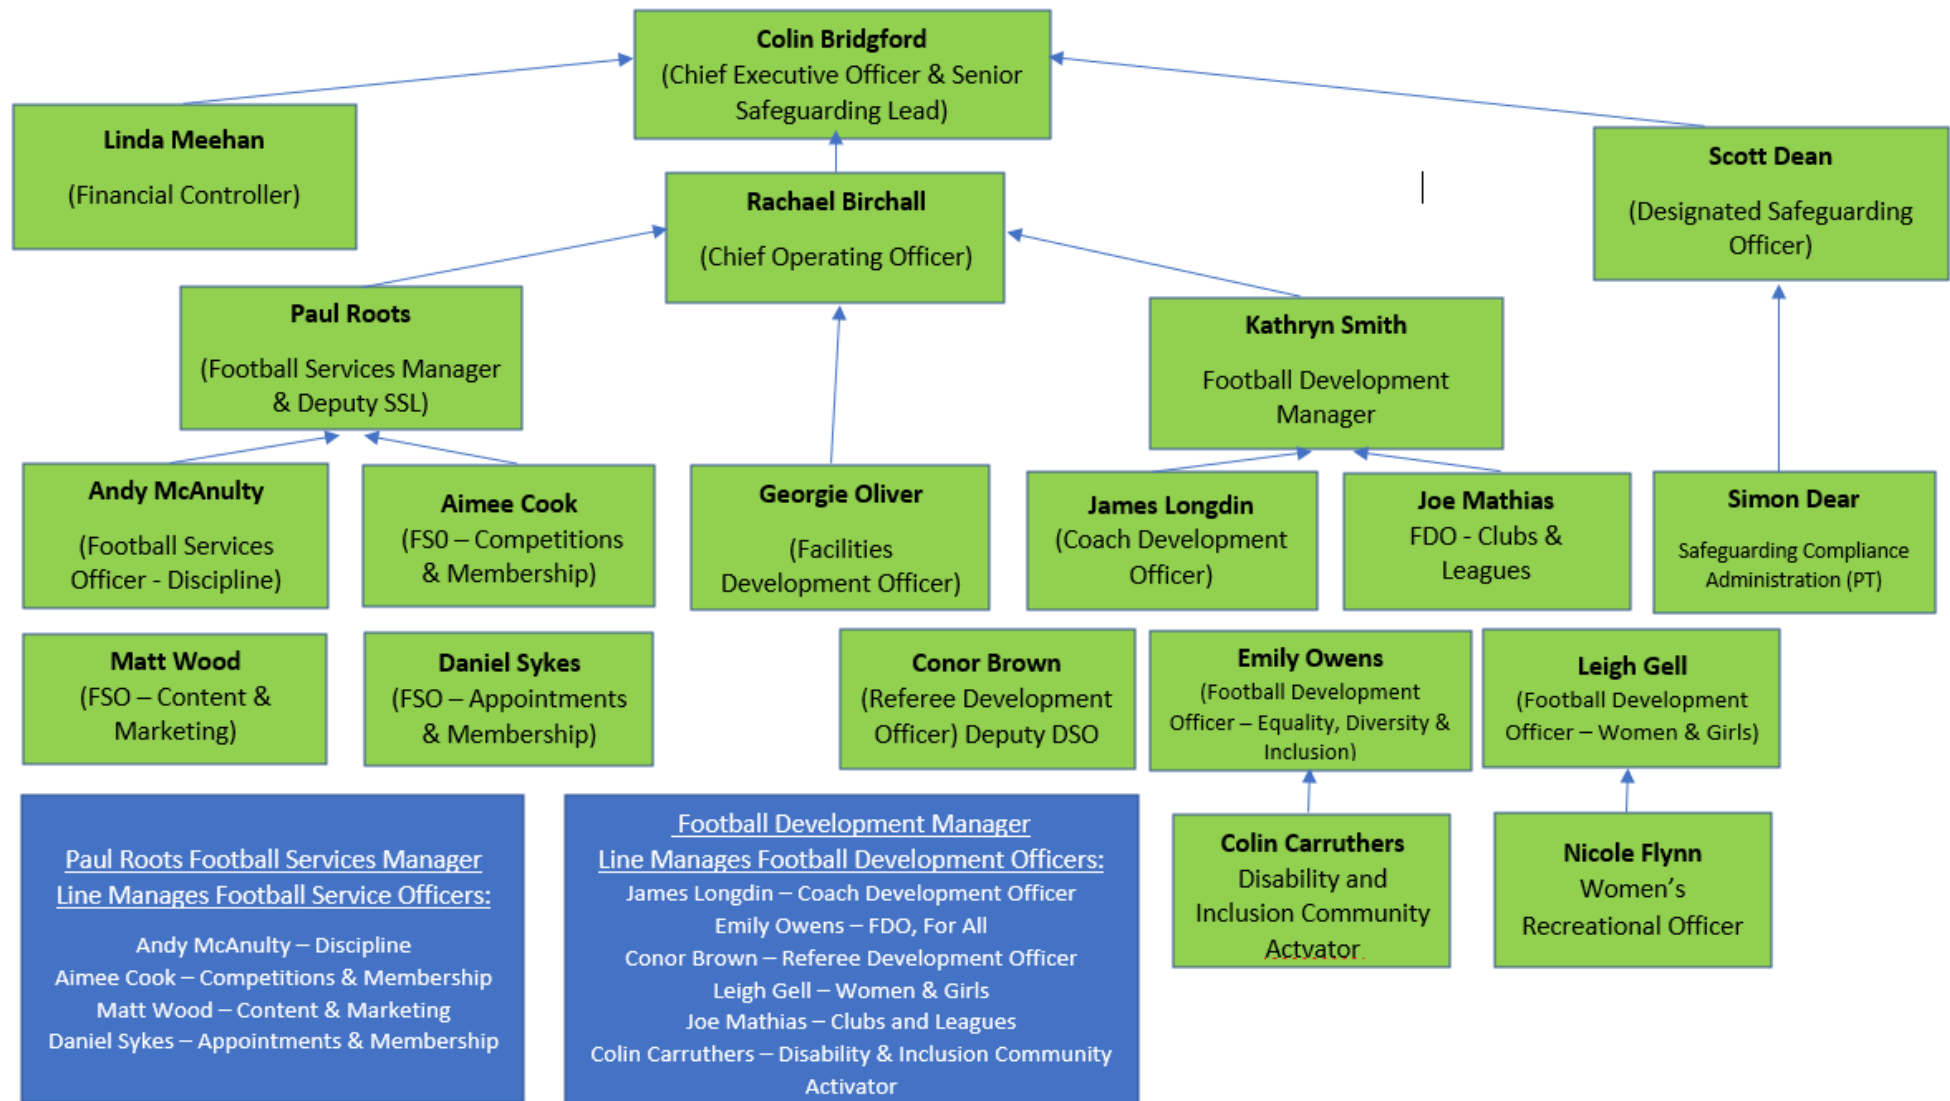 Colin Bridgford
(Chief Executive Officer & Senior
Safeguarding Lead)
Linda Meehan
(Financial Controller)
Scott Dean
(Designated Safeguarding
Officer)
Rachael Birchall
(Chief Operating Officer)
Paul Roots
(Football Services Manager
& Deputy SSL)
Kathryn Smith
Football Development
Manager
Andy McAnulty
(Football Services
Officer - Discipline)
Aimee Cook
(FS0 – Competitions
& Membership)
Georgie Oliver
(Facilities
Development Officer)
James Longdin
(Coach Development
Officer)
Joe Mathias
FDO - Clubs &
Leagues
Simon Dear
Safeguarding Compliance
Administration (PT)
Matt Wood
(FSO – Content &
Marketing)
Daniel Sykes
(FSO – Appointments
& Membership)
Conor Brown
(Referee Development
Officer) Deputy DSO
Emily Owens
(Football Development
Officer – Equality, Diversity &
Inclusion)
Leigh Gell
(Football Development
Officer – Women & Girls)
Colin Carruthers
Disability and
Inclusion Community
Actvator
Nicole Flynn
Women’s
Recreational Officer
Paul Roots Football Services Manager
Line Manages Football Service Officers:
Andy McAnulty – Discipline
Aimee Cook – Competitions & Membership
Matt Wood – Content & Marketing
Daniel Sykes – Appointments & Membership
Football Development Manager
Line Manages Football Development Officers:
James Longdin – Coach Development Officer
Emily Owens – FDO, For All
Conor Brown – Referee Development Officer
Leigh Gell – Women & Girls
Joe Mathias – Clubs and Leagues
Colin Carruthers – Disability & Inclusion Community
Activator